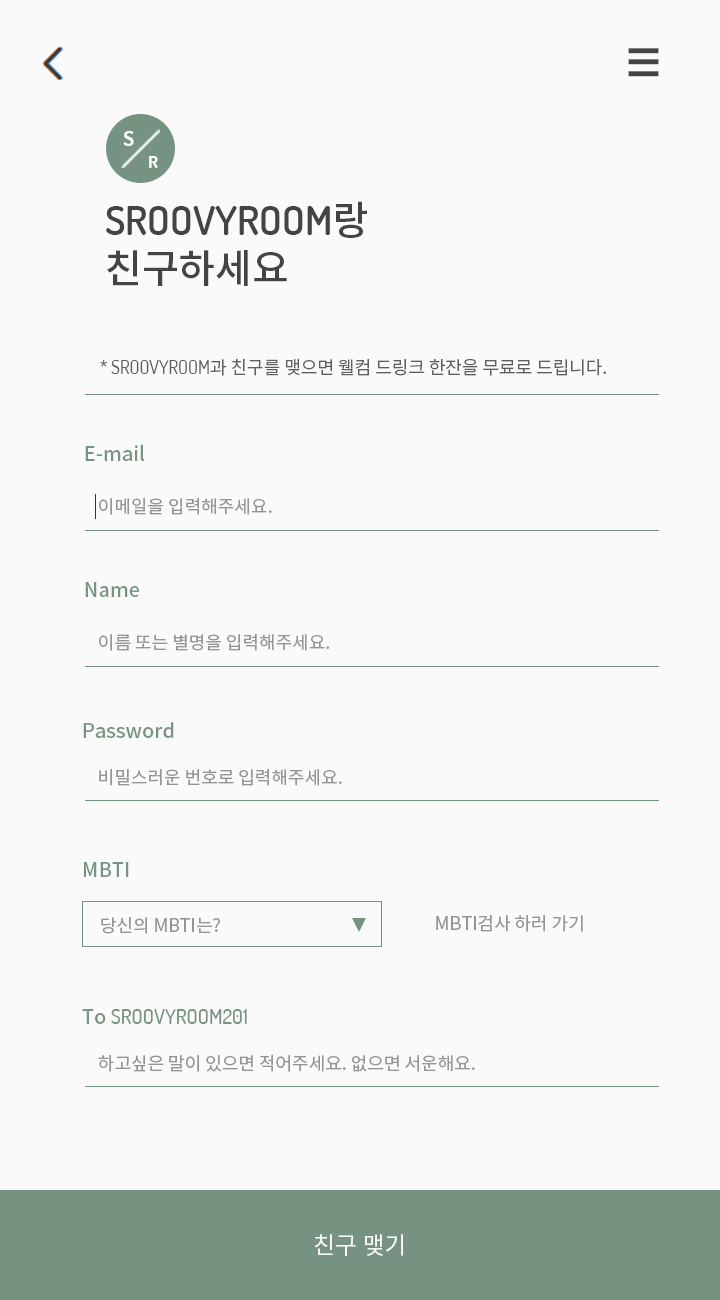 S
R
SROOVYROOM랑
친구하세요
* SROOVYROOM과 친구를 맺으면 웰컴 드링크 한잔을 무료로 드립니다.
E-mail
이메일을 입력해주세요.
Name
이름 또는 별명을 입력해주세요.
Password
비밀스러운 번호로 입력해주세요.
MBTI
당신의 MBTI는? ▼
MBTI검사 하러 가기
To SROOVYROOM201
하고싶은 말이 있으면 적어주세요. 없으면 서운해요.
친구 맺기